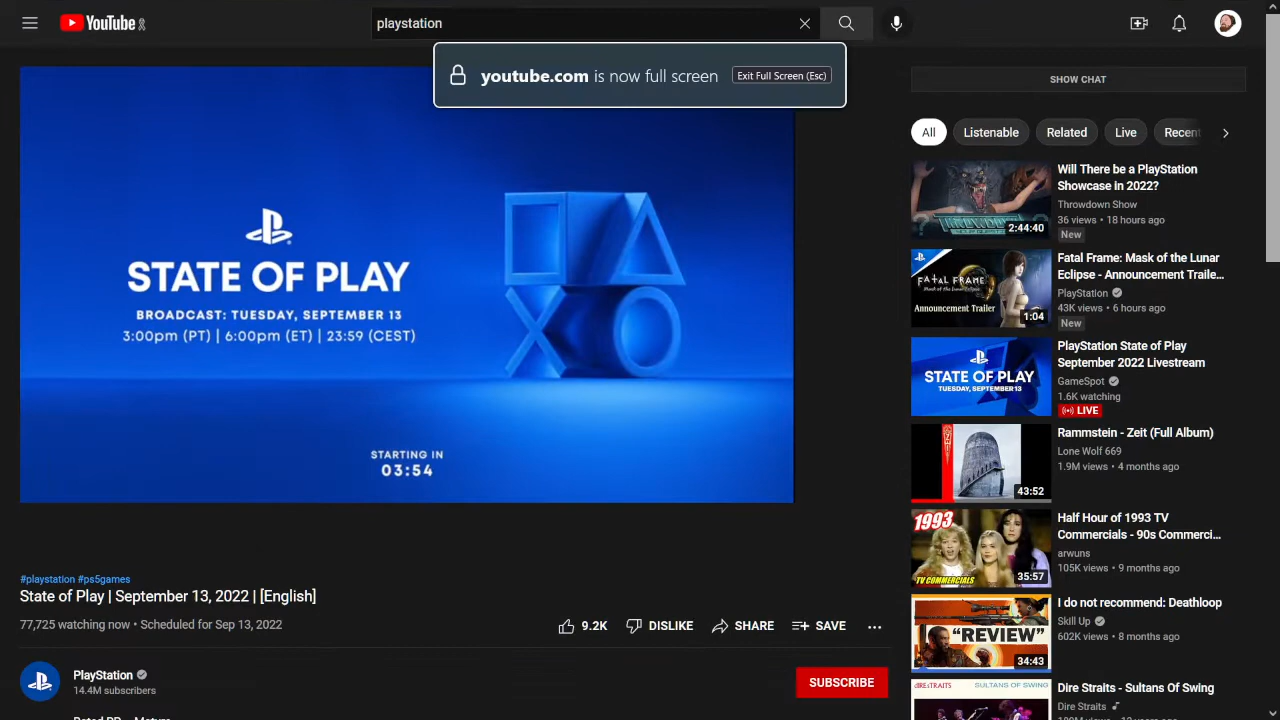 YouTube
playstation
youtube.com is now full screen
Exit Full Screen (Esc)
STATE OF PLAY
BROADCAST: TUESDAY, SEPTEMBER 13
3:00pm (PT) | 6:00pm (ET) | 23:59 (CEST)
STARTING IN
03:54
#playstation #ps5games
State of Play | September 13, 2022 | [English]
77,725 watching now • Scheduled for Sep 13, 2022
9.2K
DISLIKE
SHARE
SAVE
PlayStation
14.4M subscribers
SUBSCRIBE
SHOW CHAT
All
Listenable
Related
Live
Recent
2:44:40
Will There be a PlayStation
Showcase in 2022?
Throwdown Show
36 views • 18 hours ago
New
FATAL FRAME
Announcement Trailer
1:04
Fatal Frame: Mask of the Lunar
Eclipse - Announcement Traile...
PlayStation
43K views • 6 hours ago
New
STATE OF PLAY
TUESDAY, SEPTEMBER 13
PlayStation State of Play
September 2022 Livestream
GameSpot
1.6K watching
LIVE
43:52
Rammstein - Zeit (Full Album)
Lone Wolf 669
1.9M views • 4 months ago
1993
TV COMMERCIALS
35:57
Half Hour of 1993 TV
Commercials - 90s Commerci...
arwuns
105K views • 9 months ago
"REVIEW"
34:43
I do not recommend: Deathloop
Skill Up
602K views • 8 months ago
DIRE STRAITS
SULTANS OF SWING
Dire Straits - Sultans Of Swing
Dire Straits